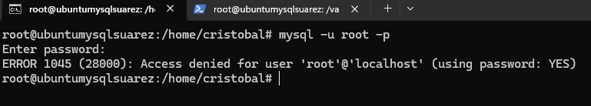 root@ubuntumysqlsuarez: /h
root@ubuntumysqlsuarez: /va
root@ubuntumysqlsuarez:/home/cristobal# mysql -u root -p
Enter password:
ERROR 1045 (28000): Access denied for user 'root'@'localhost' (using password: YES)
root@ubuntumysqlsuarez:/home/cristobal#